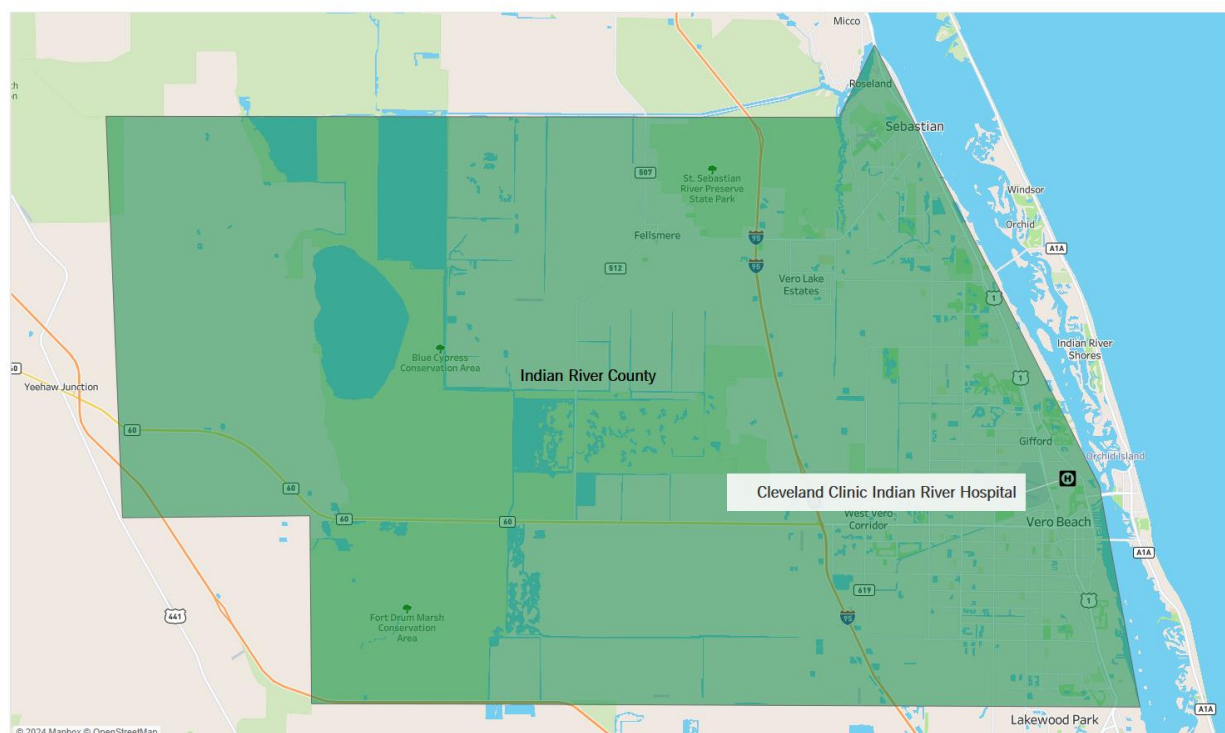 Micco
Roseland
Sebastian
507
St. Sebastian
River Preserve
State Park
Windsor
Orchid
Fellsmere
95
A1A
512
95
Vero Lake
Estates
1
Indian River
Shores
Blue Cypress
Conservation Area
Indian River County
60
Yeehaw Junction
1
60
Gifford
Orchid Island
H
60
Cleveland Clinic Indian River Hospital
60
60
West Vero
Corridor
Vero Beach
A1A
619
1
Fort Drum Marsh
Conservation
Area
441
95
A1A
Lakewood Park
© 2024 Mapbox © OpenStreetMap